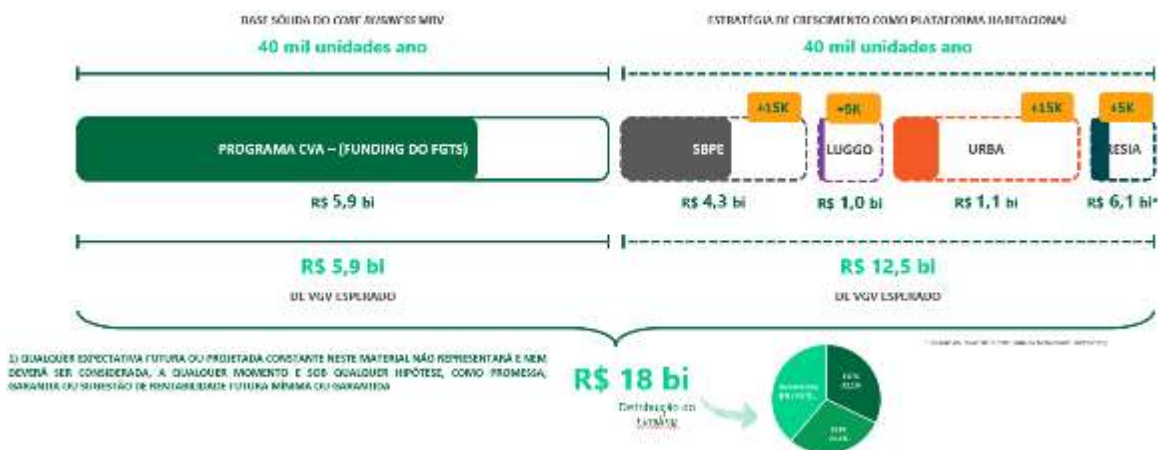 BASE SÓLIDA DO CORE BUSINESS MRV
40 mil unidades ano
PROGRAMA CVA – (FUNDING DO FGTS)
R$ 5,9 bi
R$ 5,9 bi
DE VGV ESPERADO
ESTRATÉGIA DE CRESCIMENTO COMO PLATAFORMA HABITACIONAL
40 mil unidades ano
+15K
+5K
+15K
+5K
SBPE
LUGGO
URBA
RESIA
R$ 4,3 bi
R$ 1,0 bi
R$ 1,1 bi
R$ 6,1 bi*
R$ 12,5 bi
DE VGV ESPERADO
1) QUALQUER EXPECTATIVA FUTURA OU PROJETADA CONSTANTE NESTE MATERIAL NÃO REPRESENTARÁ E NEM
DEVERÁ SER CONSIDERADA, A QUALQUER MOMENTO E SOB QUALQUER HIPÓTESE, COMO PROMESSA,
GARANTIA OU SUGESTÃO DE RENTABILIDADE FUTURA MÍNIMA OU GARANTIDA
R$ 18 bi
Distribuição do
funding